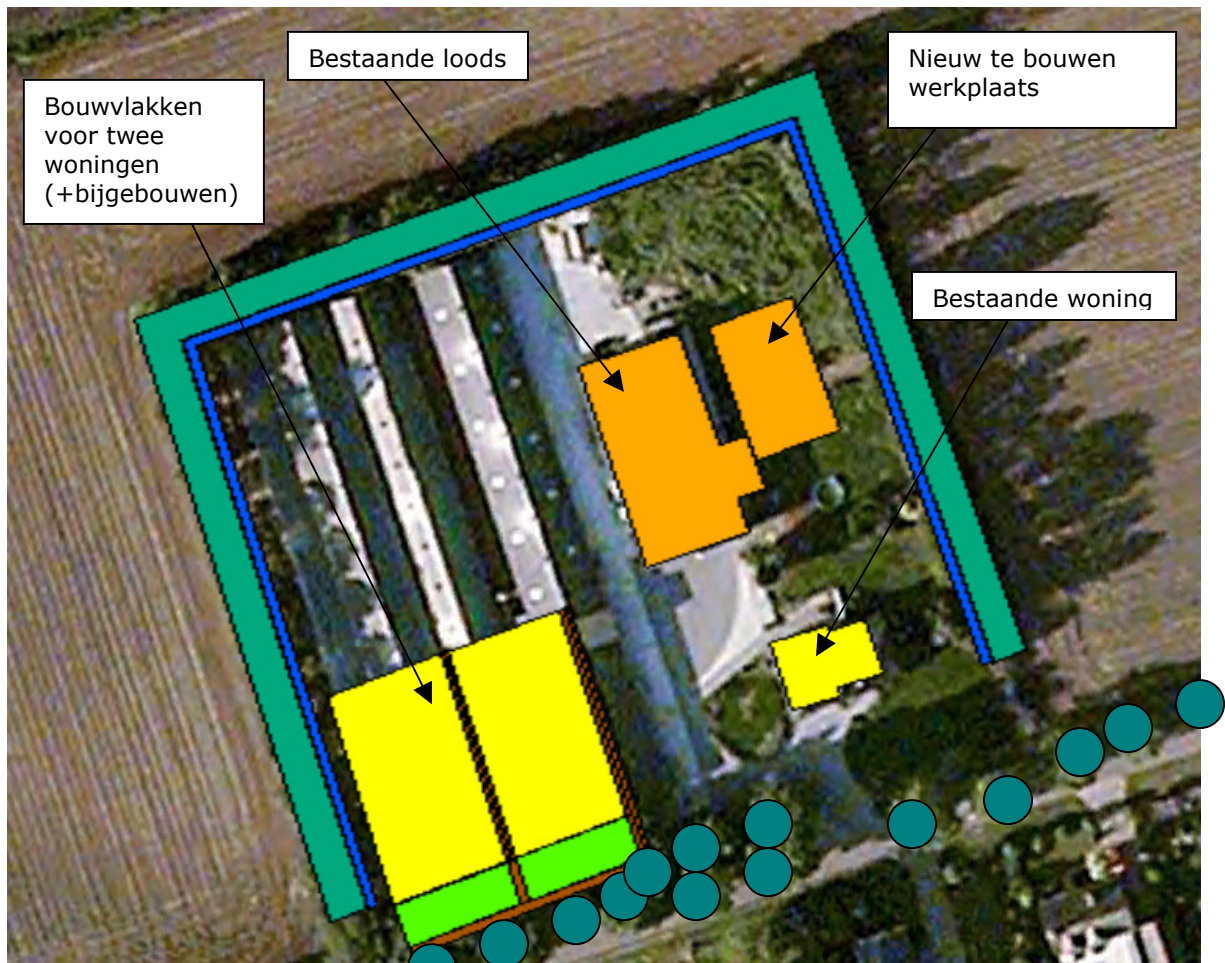 Bestaande loods
Nieuw te bouwen
werkplaats
Bouwvlakken
voor twee
woningen
(+bijgebouwen)
Bestaande woning